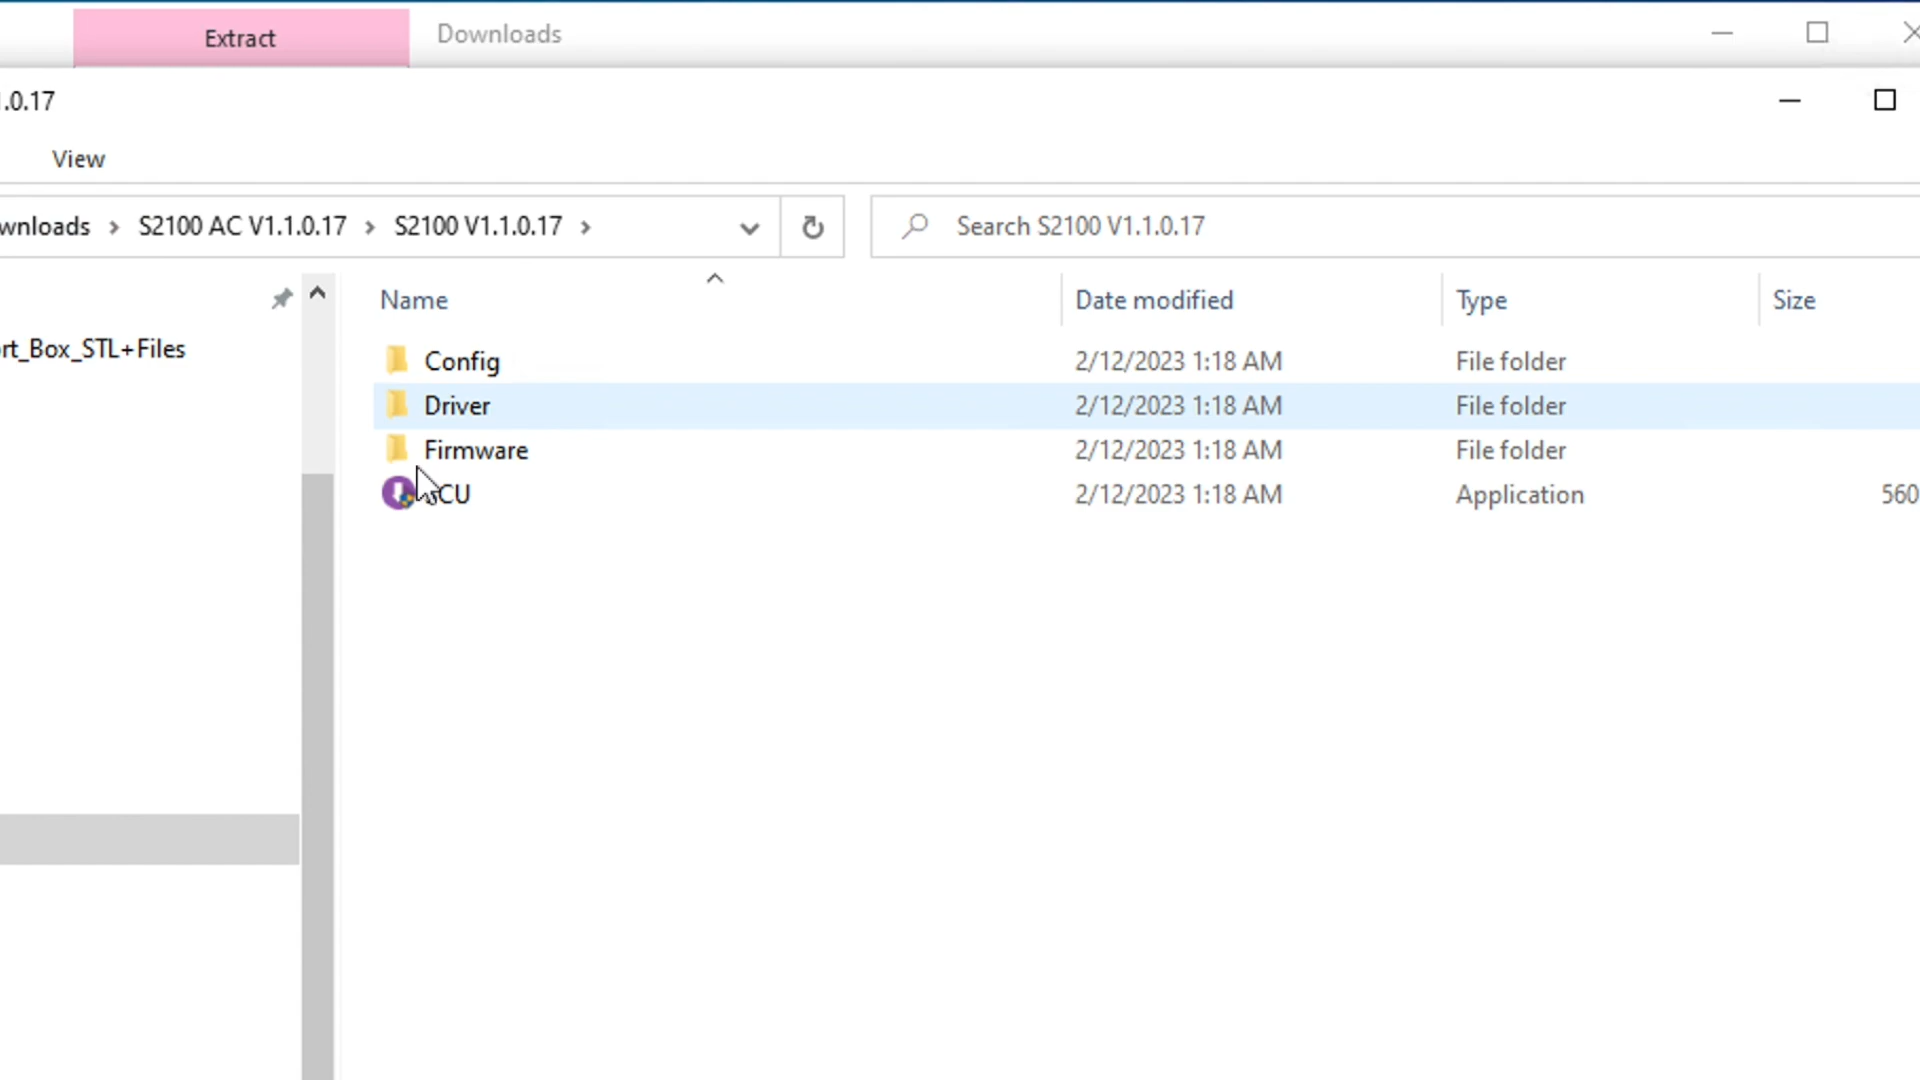 Extract
Downloads
.0.17
View
wnloads > S2100 AC V1.1.0.17 > S2100 V1.1.0.17 >
Search S2100 V1.1.0.17
Name Date modified Type Size
rt_Box_STL+Files
Config 2/12/2023 1:18 AM File folder
Driver 2/12/2023 1:18 AM File folder
Firmware 2/12/2023 1:18 AM File folder
CU 2/12/2023 1:18 AM Application 560